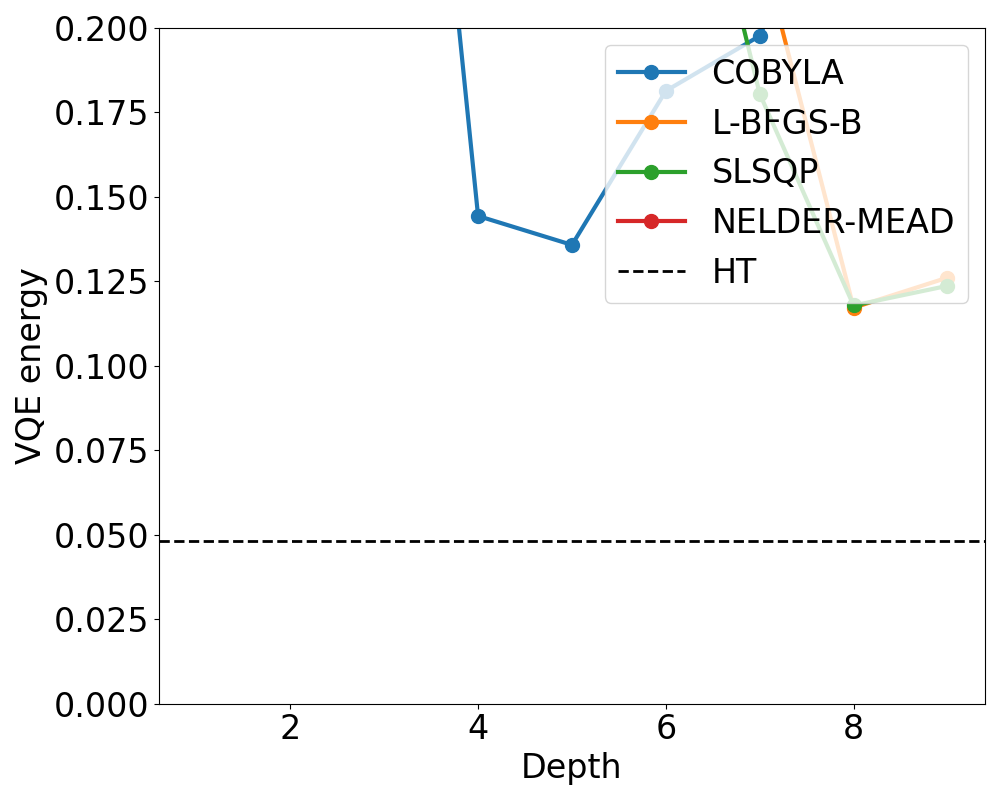 0.200
0.175
0.150
0.125
0.100
0.075
0.050
0.025
0.000
VQE energy
2 4 6 8
Depth
COBYLA
L-BFGS-B
SLSQP
NELDER-MEAD
HT